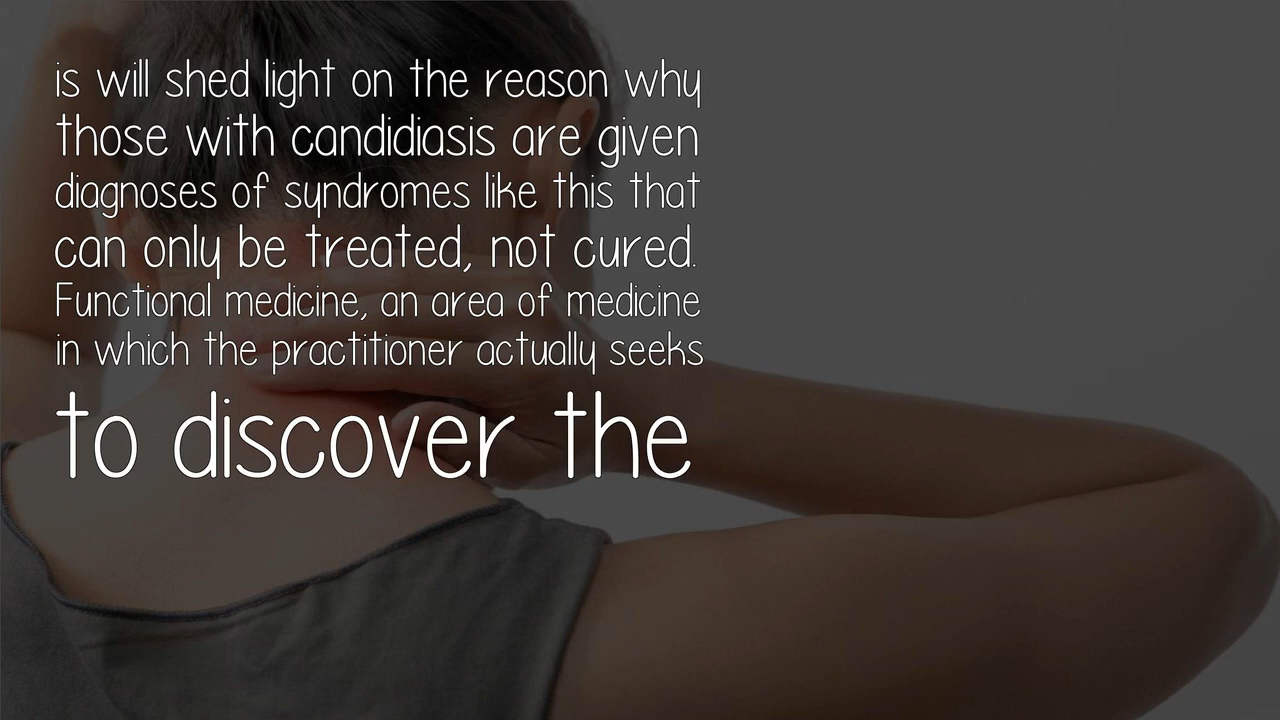 is will shed light on the reason why
those with candidiasis are given
diagnoses of syndromes like this that
can only be treated, not cured.
Functional medicine, an area of medicine
in which the practitioner actually seeks
to discover the